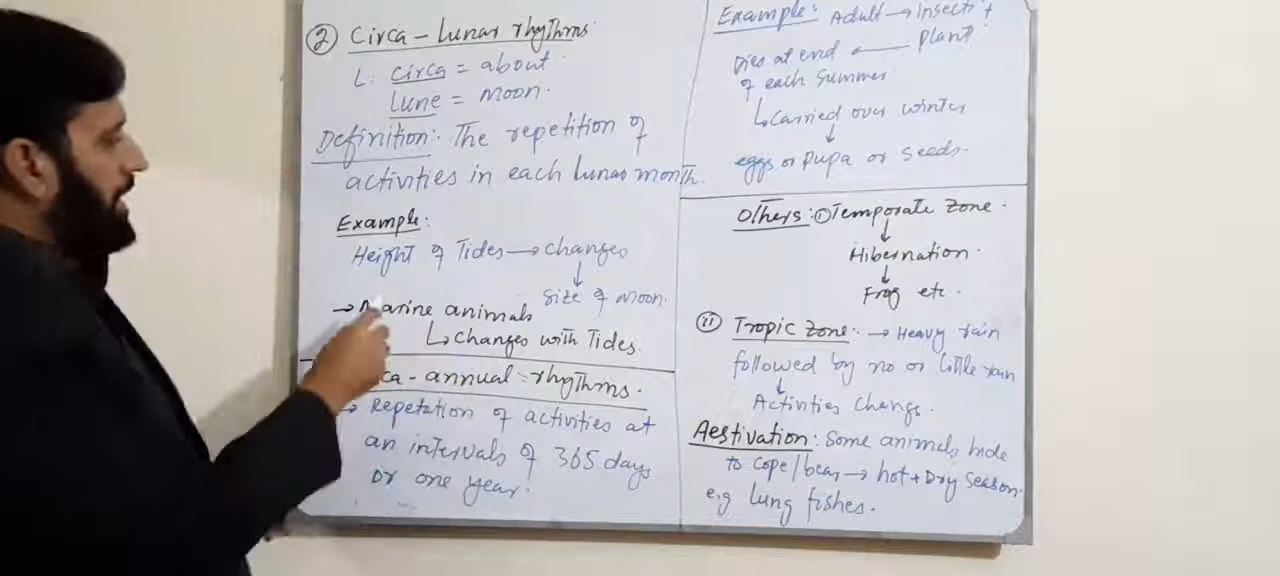 ② Circa-lunar rhythms
L: circa = about.
lune = moon.
Definition: The repetition of
activities in each lunar month.
Example:
Height of Tides → changes
↓
Size of moon.
→ Marine animals
↳ changes with Tides.
ca-annual rhythms.
→ Repetation of activities at
an intervals of 365 days
or one year.
Example: Adult → Insects +
Plant.
Dies at end ←
of each summer
↳ Carried over winter
↓
eggs or pupa or seeds.
Others: ① Temporate Zone.
↓
Hibernation.
↓
Frog etc.
② Tropic Zone: → Heavy rain
followed by no or little rain
↓
Activities change.
Aestivation: Some animals hide
to cope/bear → hot + Dry season.
e.g lung fishes.